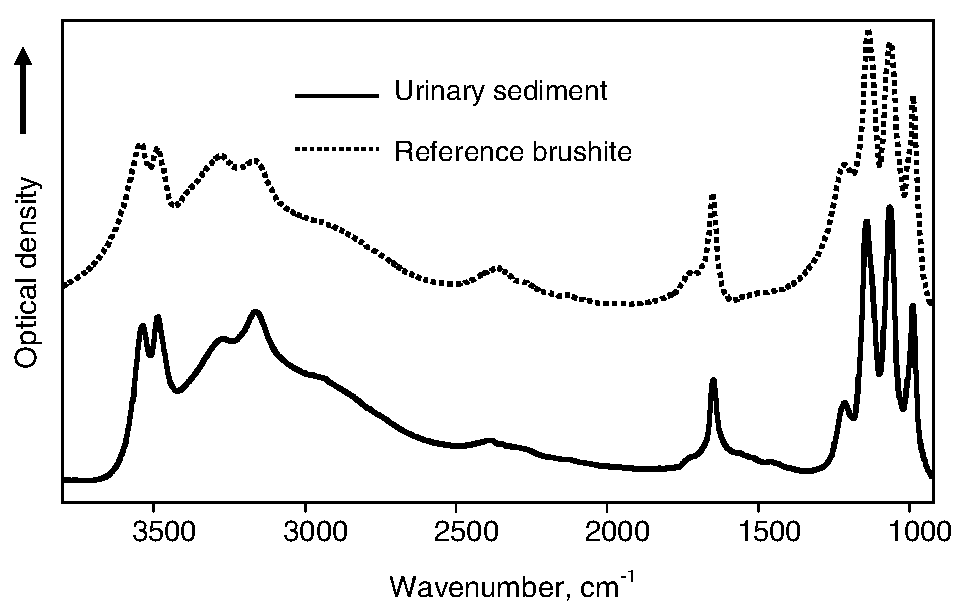 Urinary sediment
Reference brushite
Optical density
3500 3000 2500 2000 1500 1000
Wavenumber, cm-1